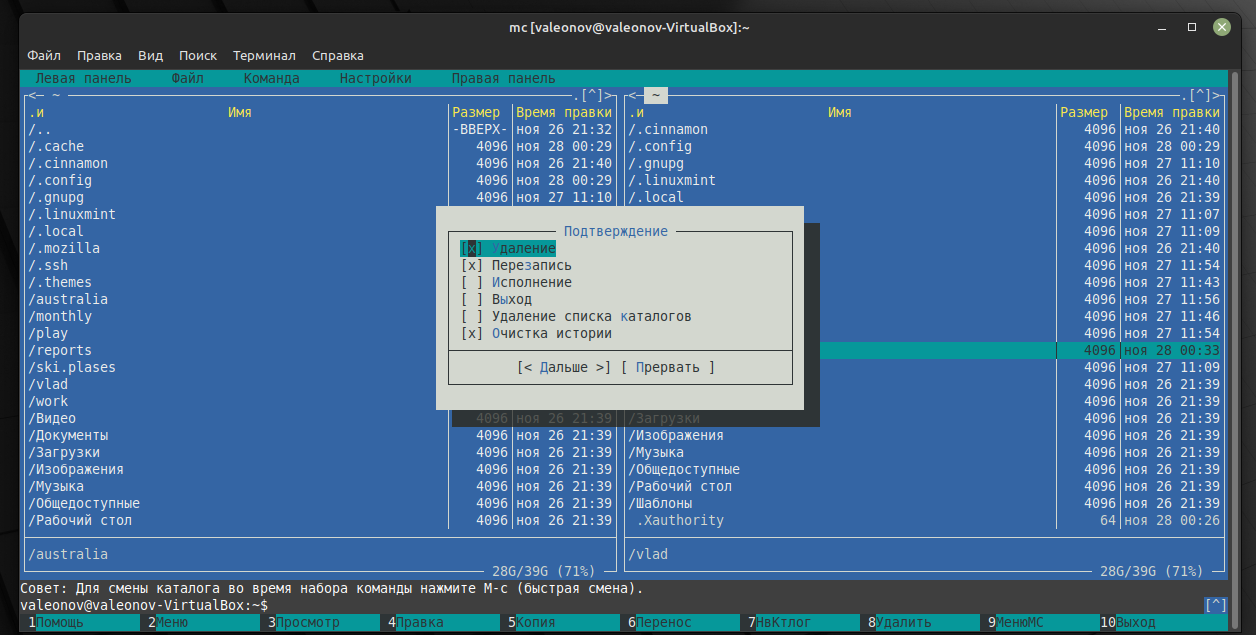 mc [valeonov@valeonov-VirtualBox]:~
Файл Правка Вид Поиск Терминал Справка
Левая панель Файл Команда Настройки Правая панель
<─ ~ .[^]> <─ ~ .[^]>
.и Имя Размер Время правки .и Имя Размер Время правки
/.. -ВВЕРХ- ноя 26 21:32 /.cinnamon 4096 ноя 26 21:40
/.cache 4096 ноя 28 00:29 /.config 4096 ноя 28 00:29
/.cinnamon 4096 ноя 26 21:40 /.gnupg 4096 ноя 27 11:10
/.config 4096 ноя 28 00:29 /.linuxmint 4096 ноя 26 21:40
/.gnupg 4096 ноя 27 11:10 /.local 4096 ноя 26 21:39
/.linuxmint 4096 ноя 27 11:07
/.local Подтверждение 4096 ноя 27 11:09
/.mozilla [x] Удаление 4096 ноя 26 21:40
/.ssh [x] Перезапись 4096 ноя 27 11:54
/.themes [ ] Исполнение 4096 ноя 27 11:43
/australia [ ] Выход 4096 ноя 27 11:56
/monthly [ ] Удаление списка каталогов 4096 ноя 27 11:46
/play [x] Очистка истории 4096 ноя 27 11:54
/reports 4096 ноя 28 00:33
/ski.plases [< Дальше >] [ Прервать ] 4096 ноя 27 11:09
/vlad 4096 ноя 26 21:39
/work 4096 ноя 26 21:39
/Видео 4096 ноя 26 21:39 /Загрузки 4096 ноя 26 21:39
/Документы 4096 ноя 26 21:39 /Изображения 4096 ноя 26 21:39
/Загрузки 4096 ноя 26 21:39 /Музыка 4096 ноя 26 21:39
/Изображения 4096 ноя 26 21:39 /Общедоступные 4096 ноя 26 21:39
/Музыка 4096 ноя 26 21:39 /Рабочий стол 4096 ноя 26 21:39
/Общедоступные 4096 ноя 26 21:39 /Шаблоны 4096 ноя 26 21:39
/Рабочий стол 4096 ноя 26 21:39 .Xauthority 64 ноя 28 00:26
/australia /vlad
28G/39G (71%) 28G/39G (71%)
Совет: Для смены каталога во время набора команды нажмите M-c (быстрая смена).
valeonov@valeonov-VirtualBox:~$ [^]
1Помощь 2Меню 3Просмотр 4Правка 5Копия 6Перенос 7НвКтлог 8Удалить 9МенюMC 10Выход